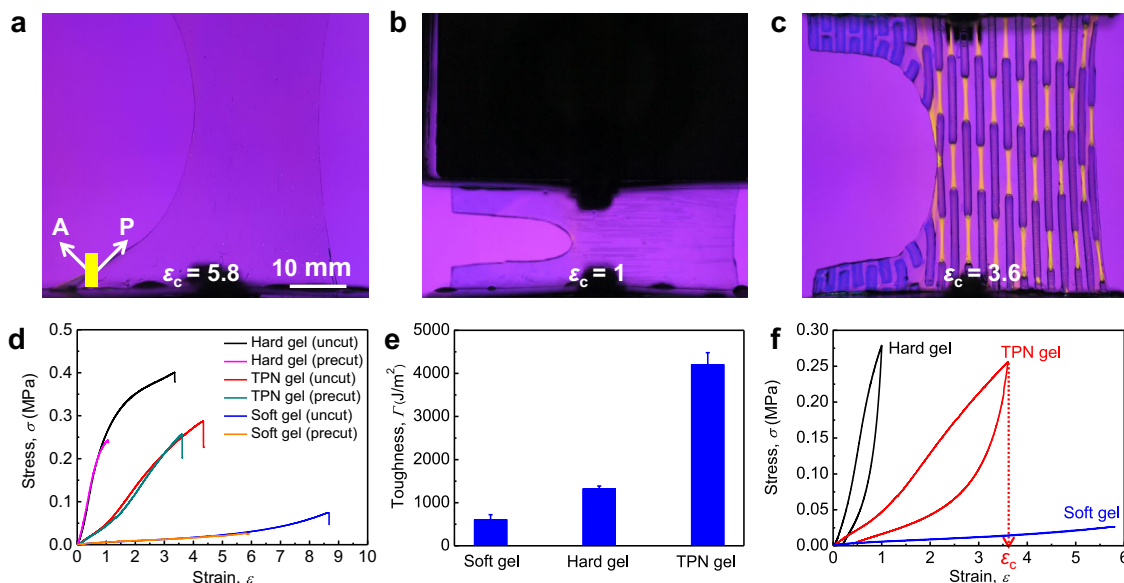 a
b
c
A
P
εc = 5.8
10 mm
εc = 1
εc = 3.6
d
Stress, σ (MPa)
0.5
0.4
0.3
0.2
0.1
0.0
0 1 2 3 4 5 6 7 8 9 10
Strain, ε
Hard gel (uncut)
Hard gel (precut)
TPN gel (uncut)
TPN gel (precut)
Soft gel (uncut)
Soft gel (precut)
e
Toughness, Γ (J/m²)
5000
4000
3000
2000
1000
0
Soft gel Hard gel TPN gel
f
Stress, σ (MPa)
0.30
0.25
0.20
0.15
0.10
0.05
0.00
Hard gel
TPN gel
Soft gel
0 1 2 3 4 5 6
εc
Strain, ε